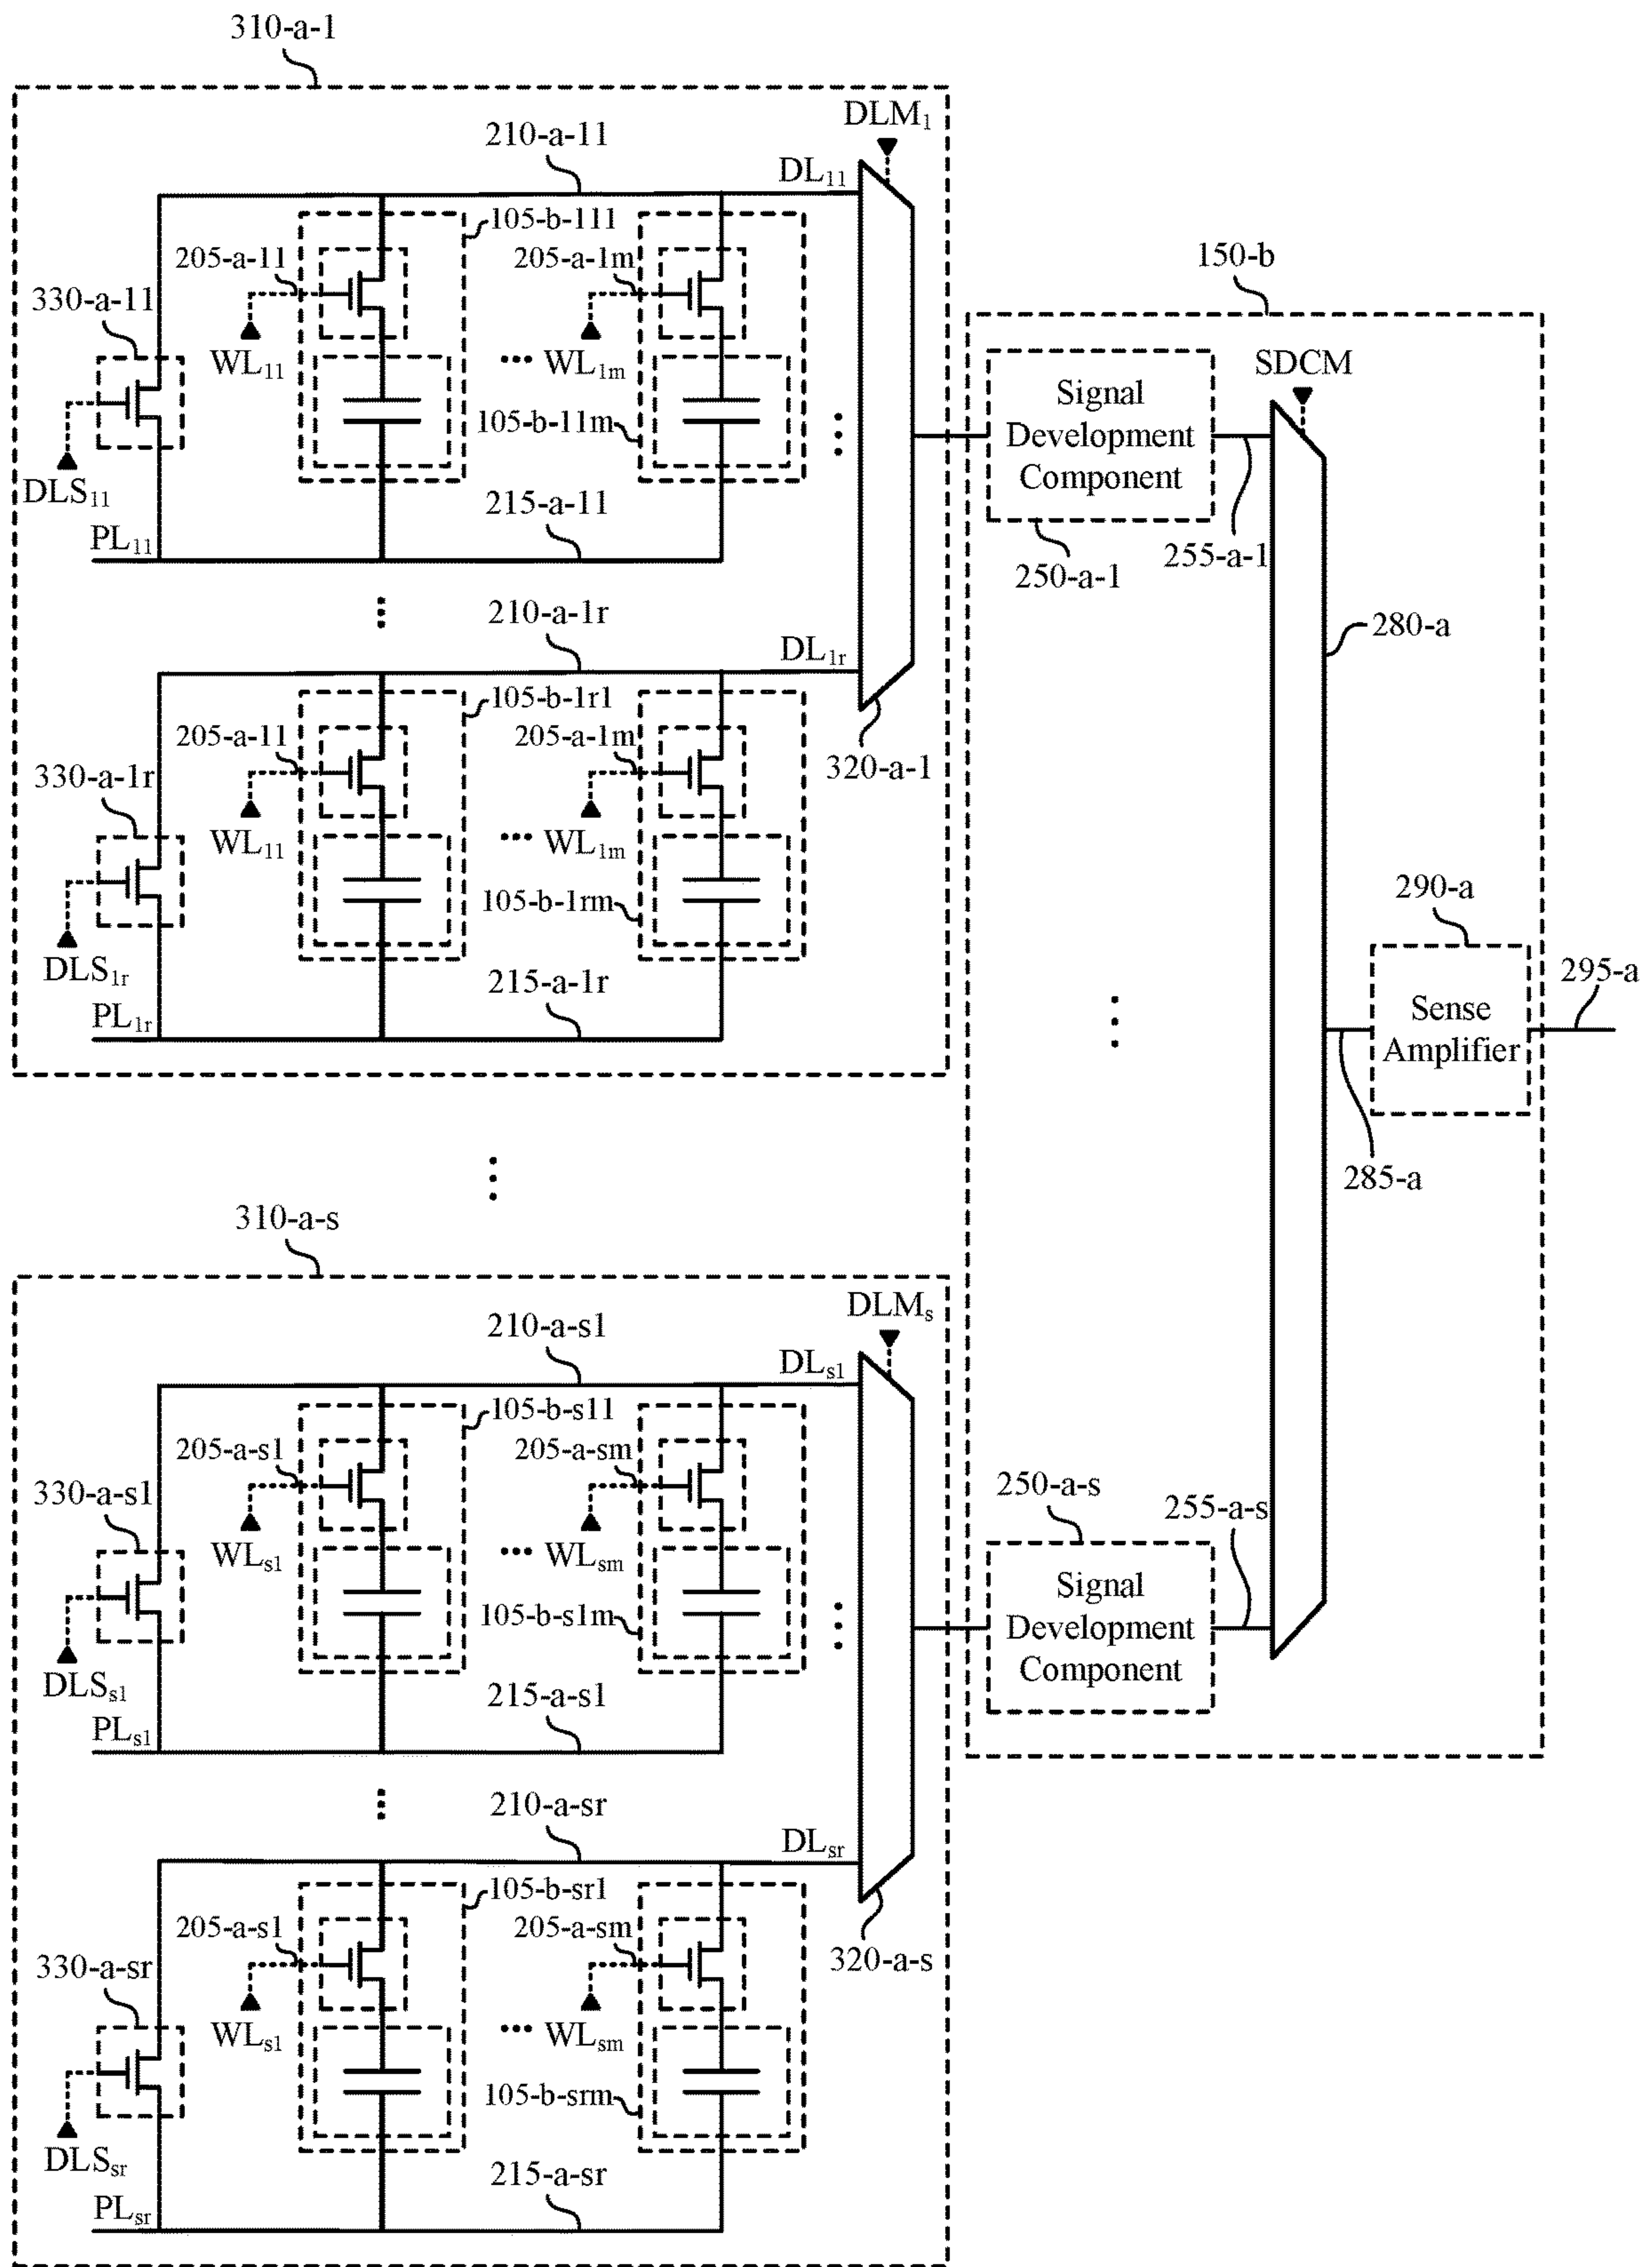 310-a-1
DLM₁
210-a-11
DL₁₁
105-b-111
205-a-11
205-a-1m
330-a-11
WL₁₁
••• WL₁ₘ
105-b-11m
DLS₁₁
215-a-11
PL₁₁
210-a-1r
DL₁ᵣ
105-b-1r1
205-a-11
205-a-1m
330-a-1r
320-a-1
WL₁₁
••• WL₁ₘ
105-b-1rm
DLS₁ᵣ
215-a-1r
PL₁ᵣ
150-b
SDCM
Signal
Development
Component
250-a-1
255-a-1
280-a
290-a
Sense
Amplifier
295-a
285-a
310-a-s
DLMₛ
210-a-s1
DLₛ₁
105-b-s11
205-a-s1
205-a-sm
330-a-s1
WLₛ₁
••• WLₛₘ
105-b-s1m
DLSₛ₁
215-a-s1
PLₛ₁
250-a-s
255-a-s
Signal
Development
Component
210-a-sr
DLₛᵣ
105-b-sr1
205-a-s1
205-a-sm
330-a-sr
320-a-s
WLₛ₁
••• WLₛₘ
105-b-srm
DLSₛᵣ
215-a-sr
PLₛᵣ